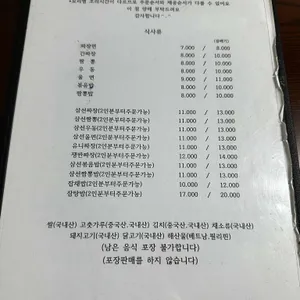 이 점 양해 부탁드려요
감사합니다
식사류
(곱빼기)
짜장면 7.000 / 8.000
간짜장 8.000 / 9.000
짬뽕 8.000 / 9.000
우동 8.000 / 9.000
울면 8.000 / 9.000
볶음밥 8.000 / 9.000
짬뽕밥 8.000 / 9.000
삼선짜장(2인분부터주문가능) 11.000 / 13.000
삼선짬뽕(2인분부터주문가능) 11.000 / 13.000
삼선우동(2인분부터주문가능) 11.000 / 13.000
삼선울면(2인분부터주문가능) 11.000 / 13.000
유니짜장(2인분부터주문가능) 11.000 / 13.000
쟁반짜장(2인분부터주문가능) 12.000 / 14.000
삼선볶음밥(2인분부터주문가능) 11.000 / 13.000
삼선짬뽕밥(2인분부터주문가능) 11.000 / 13.000
잡채밥(2인분부터주문가능) 11.000 / 13.000
잡탕밥(2인분부터주문가능) 17.000 / 20.000
쌀(국내산) 고춧가루(중국산,국내산) 김치(중국산,국내산) 채소류(국내산)
돼지고기(국내산) 닭고기(국내산) 해산물(베트남,필리핀)
(남은 음식 포장 불가합니다)
(포장판매를 하지 않습니다)